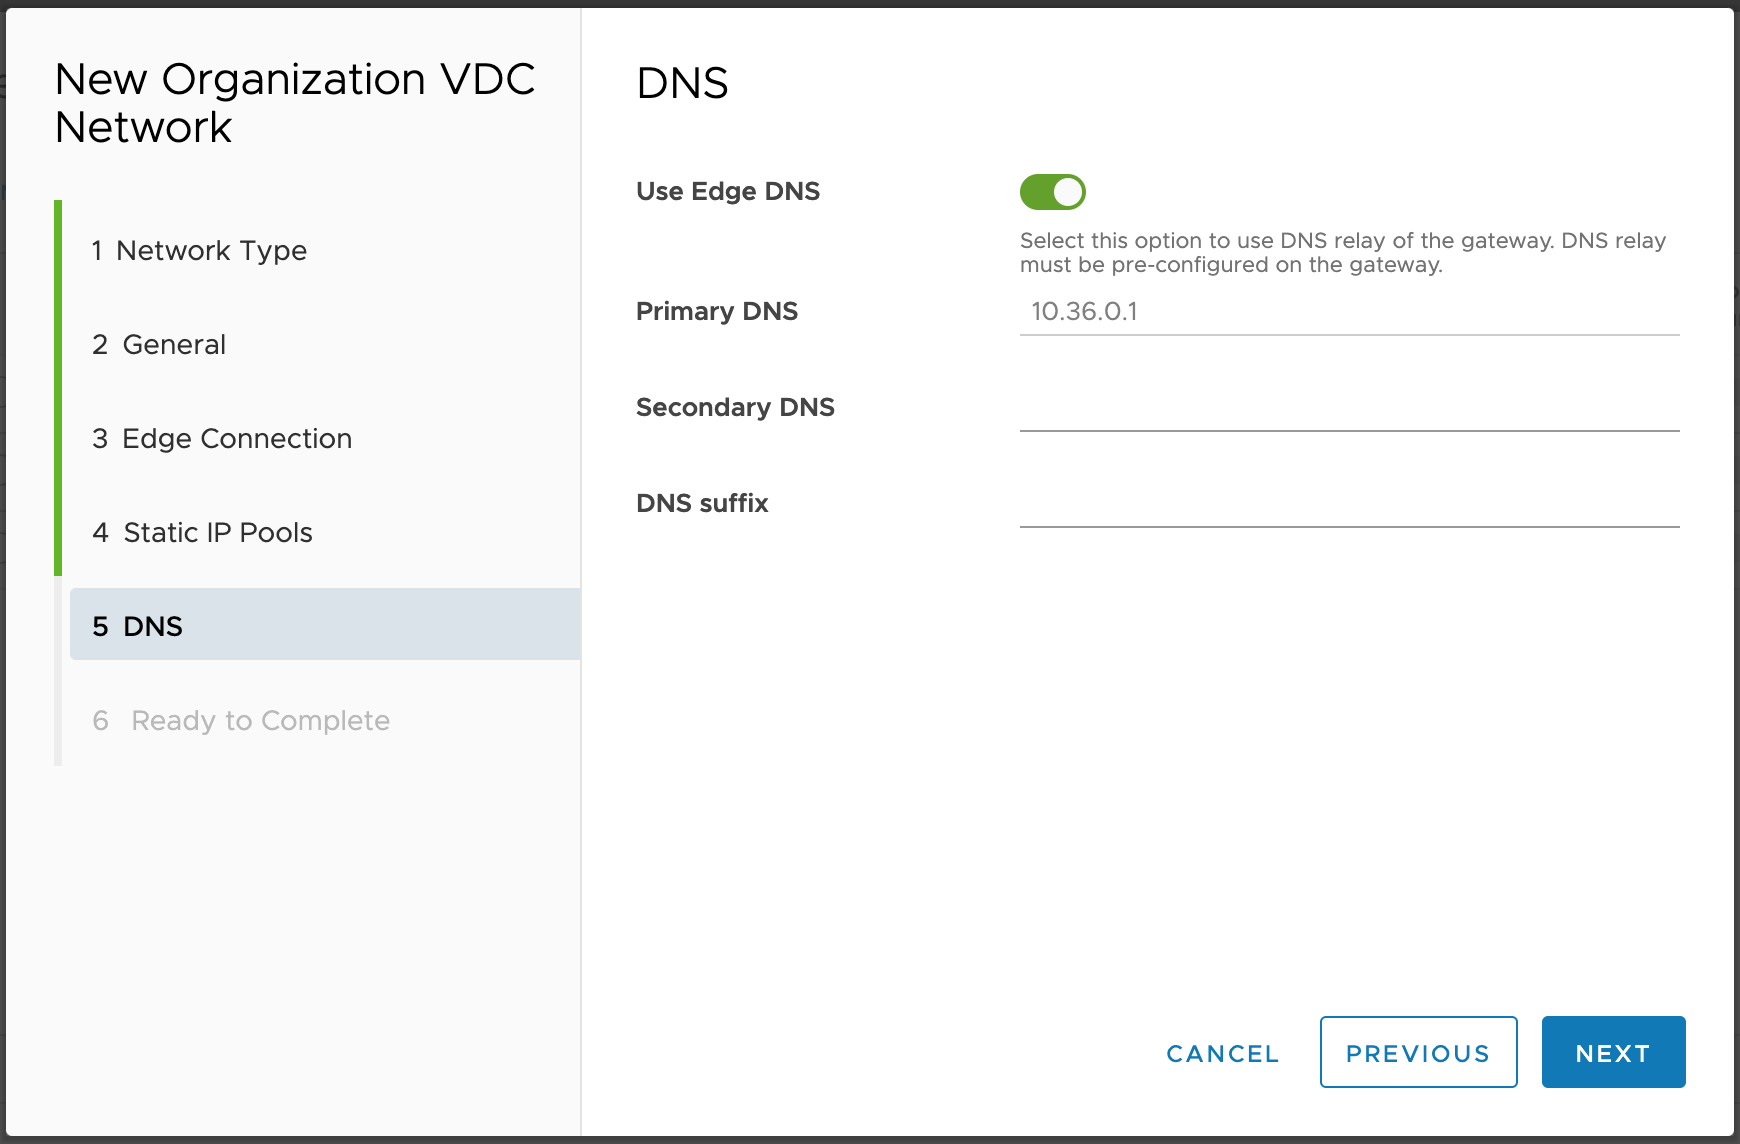 New Organization VDC
Network
1 Network Type
2 General
3 Edge Connection
4 Static IP Pools
5 DNS
6 Ready to Complete
DNS
Use Edge DNS
Select this option to use DNS relay of the gateway. DNS relay
must be pre-configured on the gateway.
Primary DNS
10.36.0.1
Secondary DNS
DNS suffix
CANCEL
PREVIOUS
NEXT